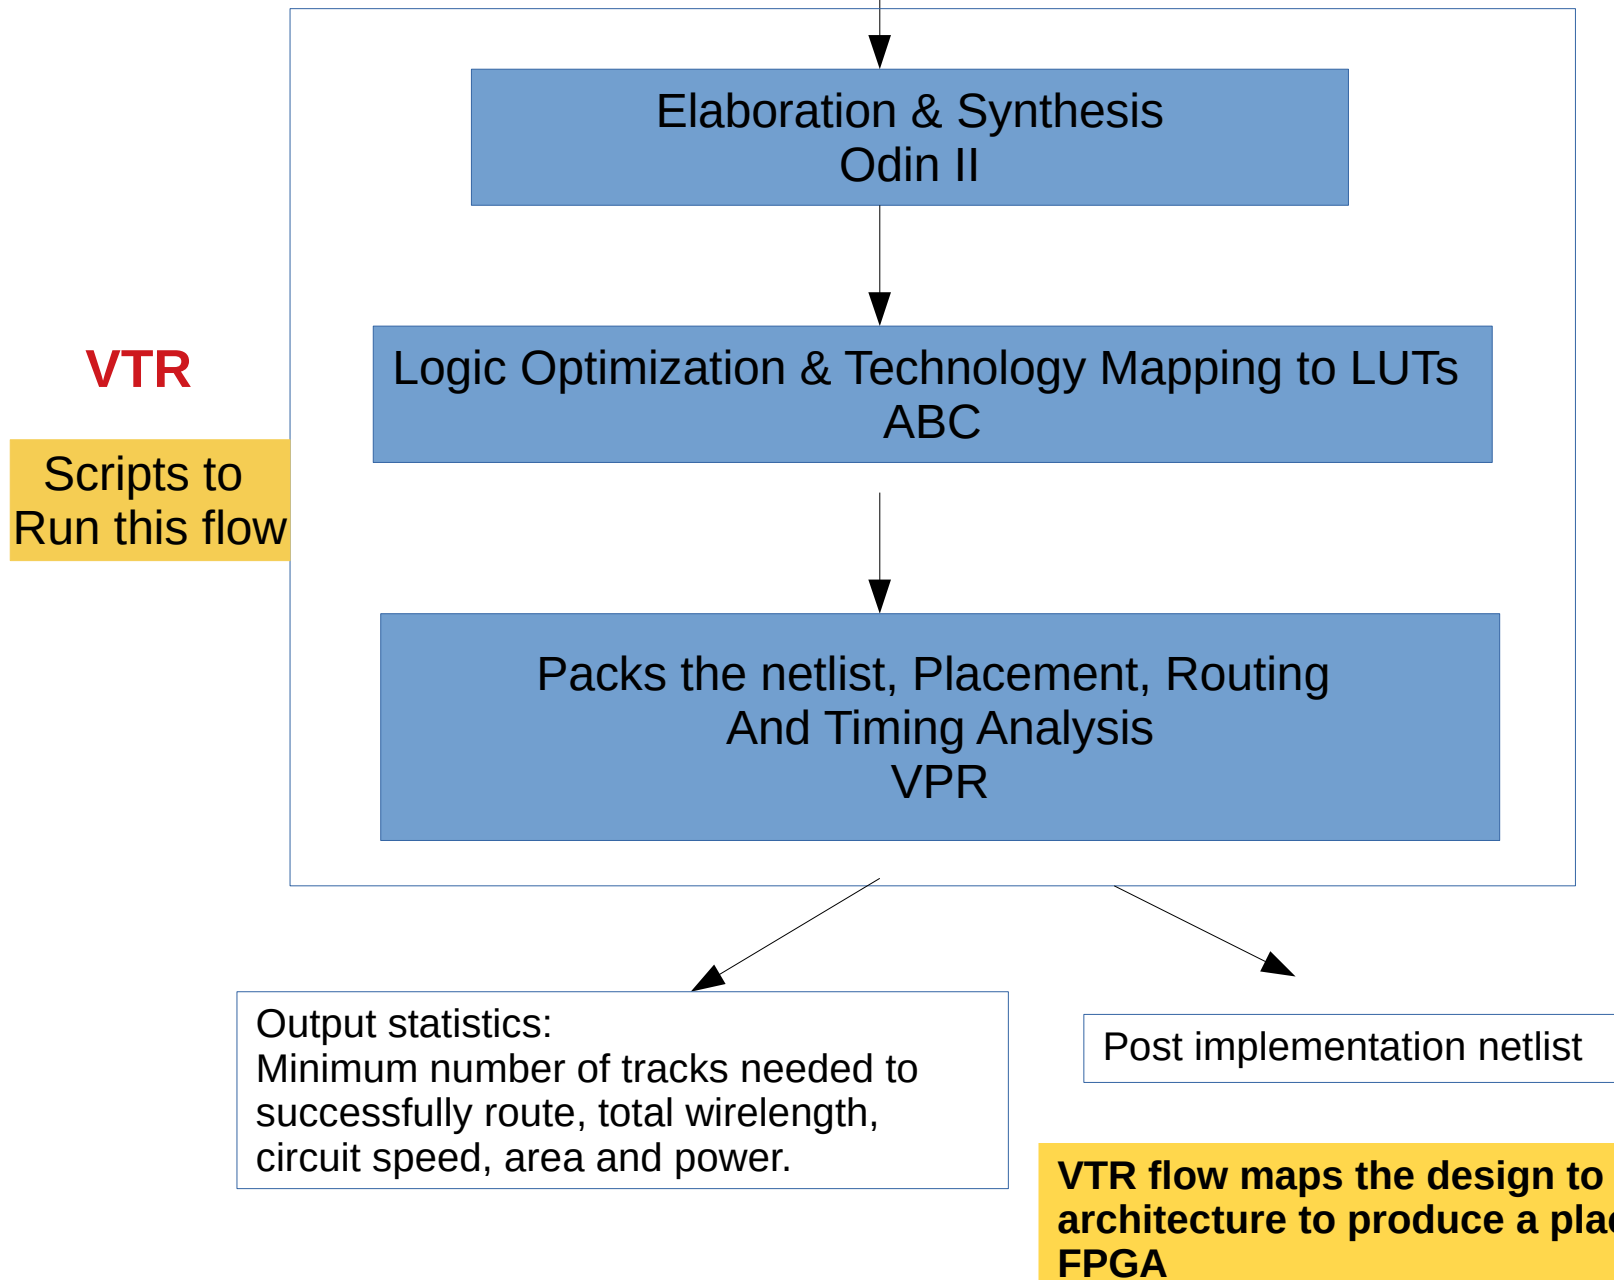 Elaboration & Synthesis
Odin II
VTR
Logic Optimization & Technology Mapping to LUTs
ABC
Scripts to
Run this flow
Packs the netlist, Placement, Routing
And Timing Analysis
VPR
Output statistics:
Minimum number of tracks needed to
successfully route, total wirelength,
circuit speed, area and power.
Post implementation netlist
VTR flow maps the design to
architecture to produce a
FPGA